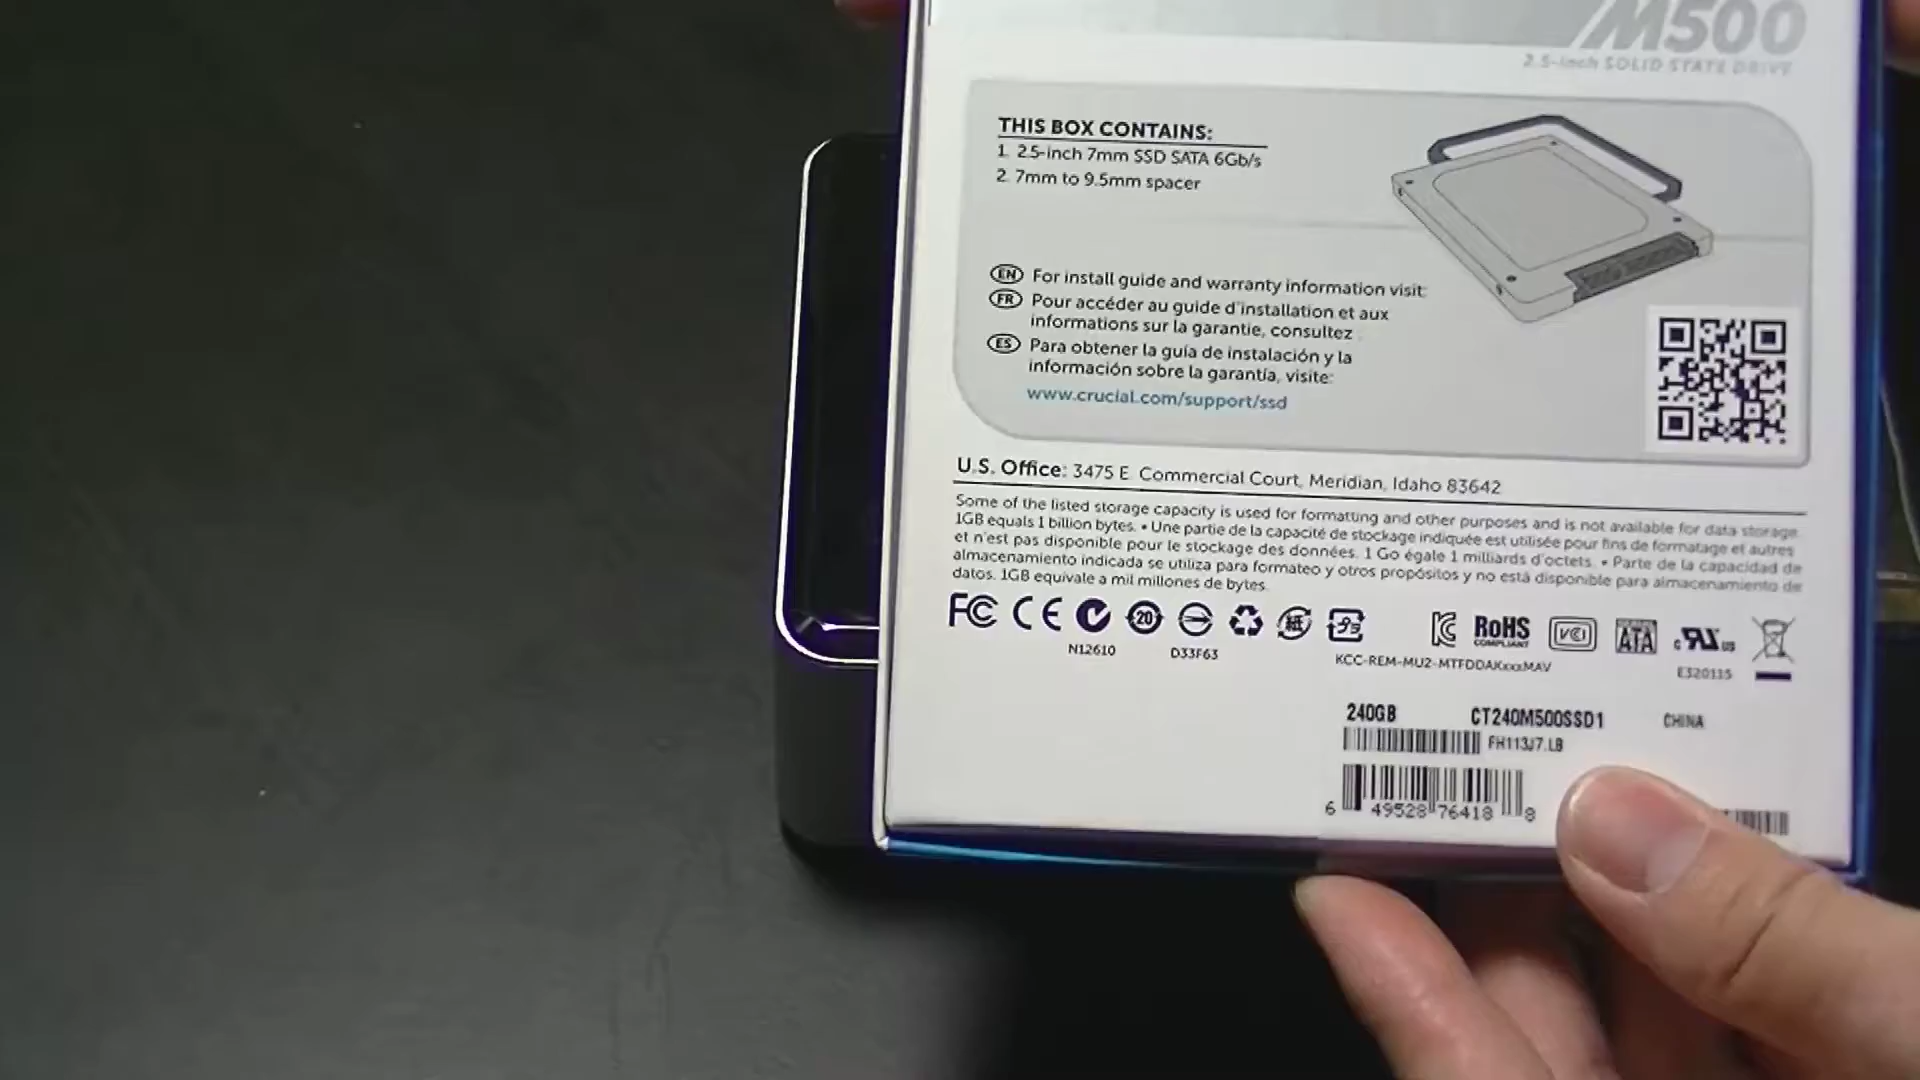 M500
2.5-inch SOLID STATE DRIVE
THIS BOX CONTAINS:
1. 2.5-inch 7mm SSD SATA 6Gb/s
2. 7mm to 9.5mm spacer
EN For install guide and warranty information visit:
FR Pour accéder au guide d'installation et aux
informations sur la garantie, consultez
ES Para obtener la guía de instalación y la
información sobre la garantía, visite:
www.crucial.com/support/ssd
U.S. Office: 3475 E. Commercial Court, Meridian, Idaho 83642
Some of the listed storage capacity is used for formatting and other purposes and is not available for data storage.
1GB equals 1 billion bytes. • Une partie de la capacité de stockage indiquée est utilisée pour fins de formatage et autres
et n'est pas disponible pour le stockage des données. 1 Go égale 1 milliards d'octets. • Parte de la capacidad de
almacenamiento indicada se utiliza para formateo y otros propósitos y no está disponible para almacenamiento de
datos. 1GB equivale a mil millones de bytes.
FC CE 20 紙 プラ RoHS COMPLIANT VCI SERIAL ATA c RU US
N12610 D33F63 KCC-REM-MU2-MTFDDAKxxxMAV E320115
240GB CT240M500SSD1 CHINA
FH113J7.LB
6 49528 76418 8